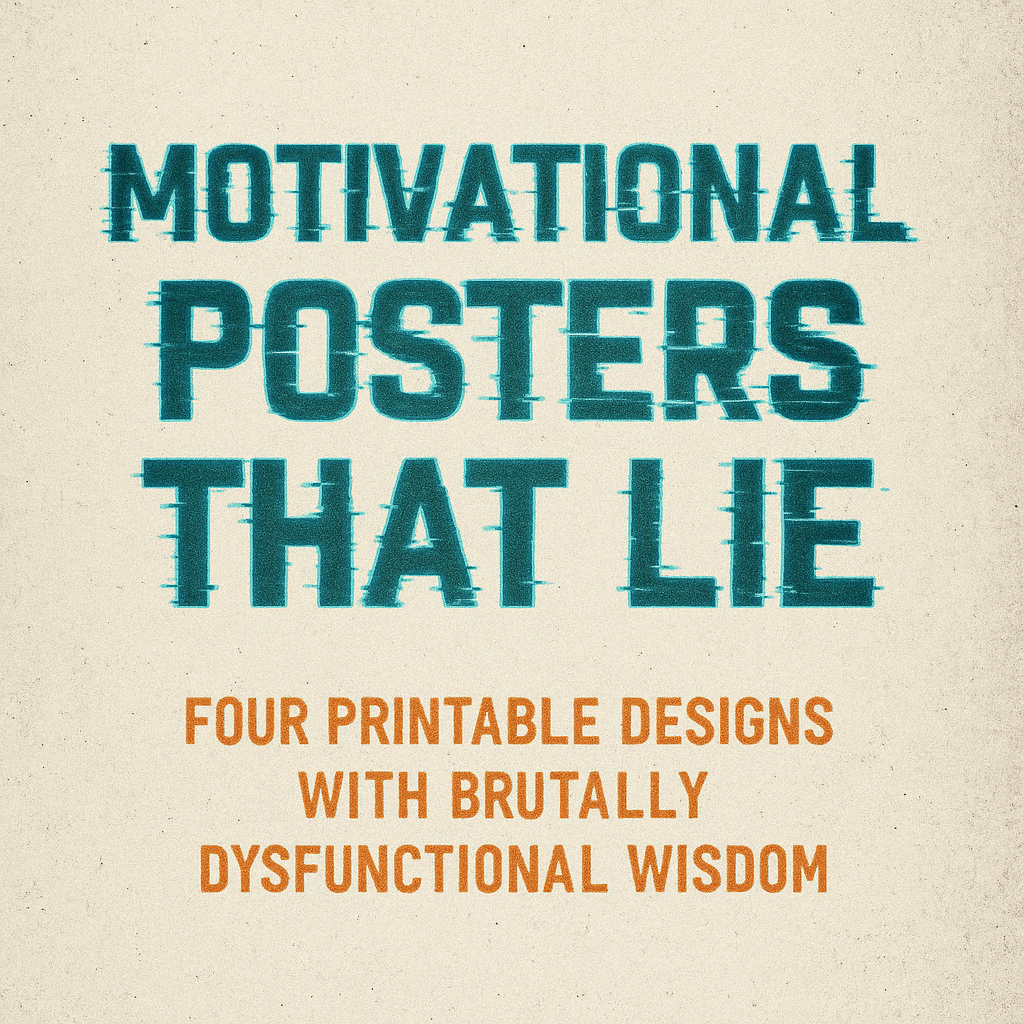 MOTIVATIONAL
POSTERS
THAT LIE
FOUR PRINTABLE DESIGNS
WITH BRUTALLY
DYSFUNCTIONAL WISDOM